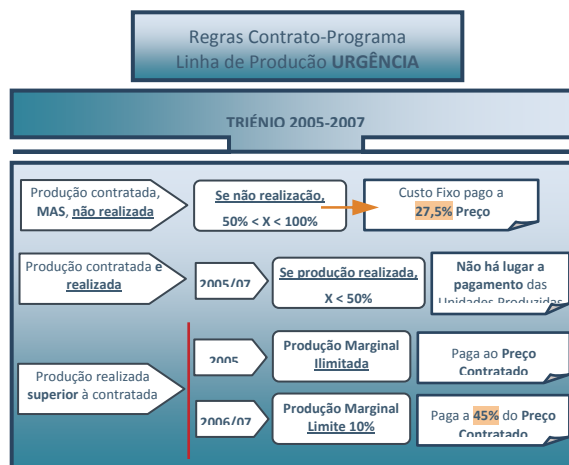 Regras Contrato-Programa
Linha de Produção URGÊNCIA
TRIÉNIO 2005-2007
Produção contratada,
MAS, não realizada
Se não realização,
50% < X < 100%
Custo Fixo pago a
27,5% Preço
Produção contratada e
realizada
2005/07
Se produção realizada,
X < 50%
Não há lugar a
pagamento das
Unidades Produzidas
Produção realizada
superior à contratada
2005
Produção Marginal
Ilimitada
Paga ao Preço
Contratado
2006/07
Produção Marginal
Limite 10%
Paga a 45% do Preço
Contratado